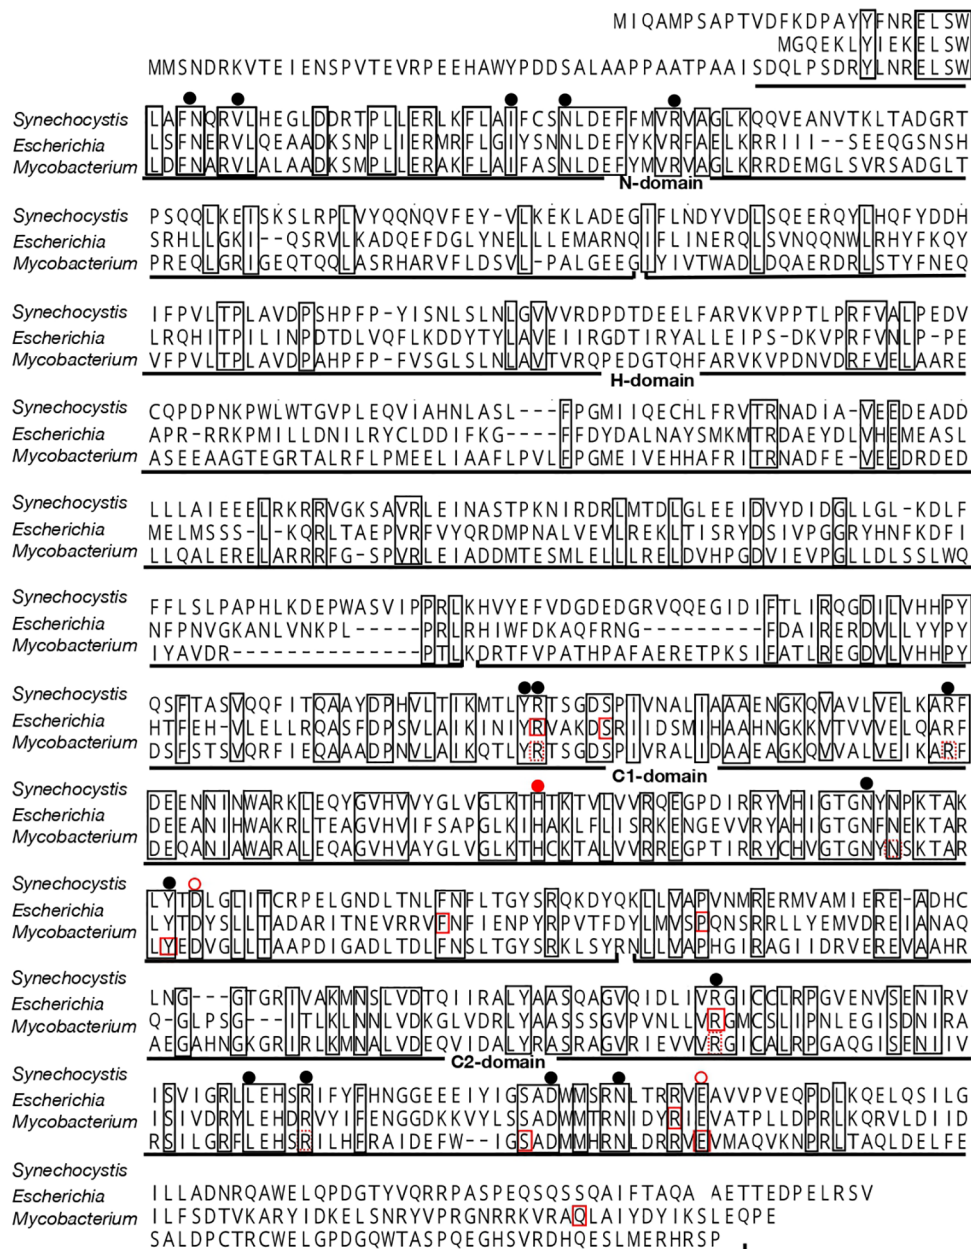 MIQAMPSAPTVDFKDPAYYFNRELSW
MGQEKLYIEKELSW
MMSNDRKVTEIENSPVTEVRPEEHAWYPDDSALAAPPAATPAAISDQLPSDRYLNRELSW
Synechocystis LAFNQRVLHEGLDDRTPLLERLKFLAIFCSNLDEFFMVRVAGLKQQVEANVTKLTADGRT
Escherichia LSFNERVLQEAADKSNPLIERMRFLGIYSNNLDEFYKVRFAELKRRIII--SEEQGSNSH
Mycobacterium LDFNARVLALAADKSMPLLERAKFLAIFASNLDEFYMVRVAGLKRRDEMGLSVRSADGLT
N-domain
Synechocystis PSQQLKEISKSLRPLVYQQNQVFEY-VLKEKLADEGIFLNDYVDLSQEERQYLHQFYDDH
Escherichia SRHLLGKI--QSRVLKADQEFDGLYNELLLEMARNQIFLINERQLSVNQQNWLRHYFKQY
Mycobacterium PREQLGRIGEQTQQLASRHARVFLDSVL-PALGEEGIYIVTWADLDQAERDRLSTYFNEQ
Synechocystis IFPVLTPLAVDPSHPFP-YISNLSLNLGVVVRDPDTDEELFARVKVPPTLPRFVALPEDV
Escherichia LRQHITPILINPDTDLVQFLKDDYTYLAVEIIRGDTIRYALLEIPS-DKVPRFVNLP-PE
Mycobacterium VFPVLTPLAVDPAHPFP-FVSGLSLNLAVTVRQPEDGTQHFARVKVPDNVDRFVELAARE
H-domain
Synechocystis CQPDPNKPWLWTGVPLEQVIAHNLASL---FPGMIIQECHLFRVTRNADIA-VEEDEADD
Escherichia APR-RRKPMILLDNILRYCLDDIFKG----FFDYDALNAYSMKMTRDAEYDLVHEMEASL
Mycobacterium ASEEAAGTEGRTALRFLPMEELIAAFLPVLFPGMEIVEHHAFRITRNADFE-VEEDRDED
Synechocystis LLLAIEEELRKRRVGKSAVRLEINASTPKNIRDRLMTDLGLEEIDVYDIDGLLGL-KDLF
Escherichia MELMSSS-LKQRLTAEPVRFVYQRDMPNALVEVLREKLTISRYDSIVPGGRYHNFKDFI
Mycobacterium LLQALERELARRRFG-SPVRLEIADDMTESMLELLLRELDVHPGDVIEVPGLLDLSSLWQ
Synechocystis FFLSLPAPHLKDEPWASVIPPRLKHVYEFVDGDEDGRVQQEGIDIFTLIRQGDILVHHPY
Escherichia NFPNVGKANLVNKPL-----PRLRHIWFDKAQFRNG---------FDAIRERDVLLYYPY
Mycobacterium IYAVDR--------------PTLKDRTFVPATHPAFAERETPKSIFATLREGDVLVHHPY
Synechocystis QSFTASVQQFITQAAYDPHVLTIKMTLYRTSGDSPIVNALIAAAENGKQVAVLVELKARF
Escherichia HTFEH-VLELLRQASFDPSVLAIKINIYRVAKDSRIIDSMIHAAHNGKKVTVVVELQARF
Mycobacterium DSFSTSVQRFIEQAAADPNVLAIKQTLYRTSGDSPIVRALIDAAEAGKQVVALVEIKARF
C1-domain
Synechocystis DEENNINWARKLEQYGVHVVYGLVGLKTHTKTVLVVRQEGPDIRRYVHIGTGNYNPKTAK
Escherichia DEEANIHWAKRLTEAGVHVIFSAPGLKIHAKLFLISRKENGEVVRYAHIGTGNFNEKTAR
Mycobacterium DEQANIAWARALEQAGVHVAYGLVGLKTHCKTALVVRREGPTIRRYCHVGTGNYNSKTAR
Synechocystis LYTDLGLITCRPELGNDLTNLFNFLTGYSRQKDYQKLLVAPVNMRERMVAMIERE-ADHC
Escherichia LYTDYSLLTADARITNEVRRVFNFIENPYRPVTFDYLMVSPQNSRRLLYEMVDREIANAQ
Mycobacterium LYEDVGLLTAAPDIGADLTDLFNSLTGYSRKLSYRNLLVAPHGIRAGIIDRVEREVAAHR
Synechocystis LNG---GTGRIVAKMNSLVDTQIIRALYAASQAGVQIDLIVRGICCLRPGVENVSENIRV
Escherichia Q-GLPSG---ITLKLNNLVDKGLVDRLYAASSSGVPVNLLVRGMCSLIPNLEGISDNIRA
Mycobacterium AEGAHNGKGRIRLKMNALVDEQVIDALYRASRAGVRIEVVVRGICALRPGAQGISENIIV
C2-domain
Synechocystis ISVIGRLLEHSRIFYFHNGGEEEIYIGSADWMSRNLTRRVEAVVPVEQPDLKQELQSILG
Escherichia ISIVDRYLEHDRVYIFENGGDKKVYLSSADWMTRNIDYRIEVATPLLDPRLKQRVLDIID
Mycobacterium RSILGRFLEHSRILHFRAIDEFW--IGSADMMHRNLDRRVEVMAQVKNPRLTAQLDELFE
Synechocystis ILLADNRQAWELQPDGTYVQRRPASPEQSQSSQAIFTAQA AETTEDPELRSV
Escherichia ILFSDTVKARYIDKELSNRYVPRGNRRKVRAQLAIYDYIKSLEQPE
Mycobacterium SALDPCTRCWELGPDGQWTASPQEGHSVRDHQESLMERHRSP